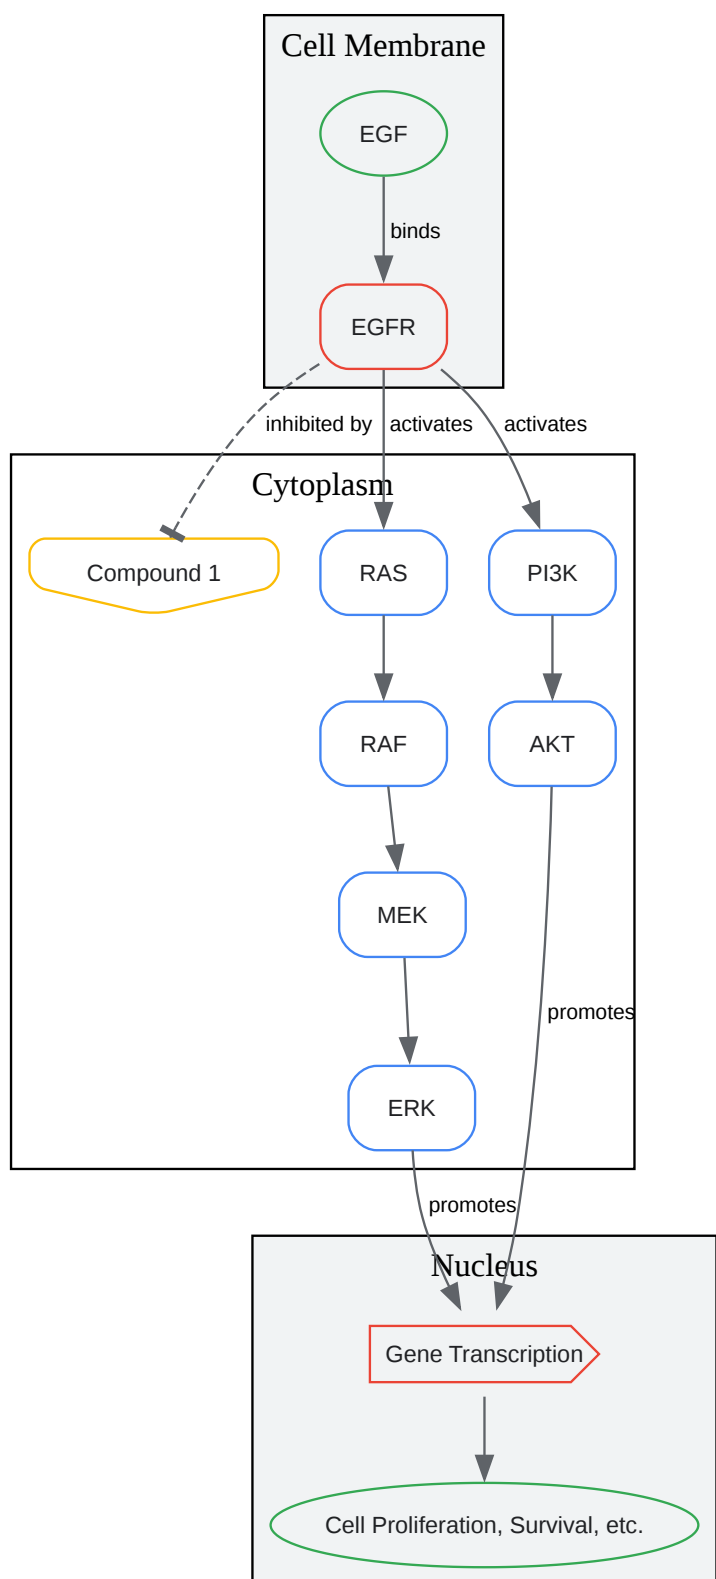 Cell Membrane
EGF
binds
EGFR
inhibited by
activates
activates
Cytoplasm
Compound 1
RAS
PI3K
RAF
AKT
MEK
promotes
ERK
promotes
Nucleus
Gene Transcription
Cell Proliferation, Survival, etc.